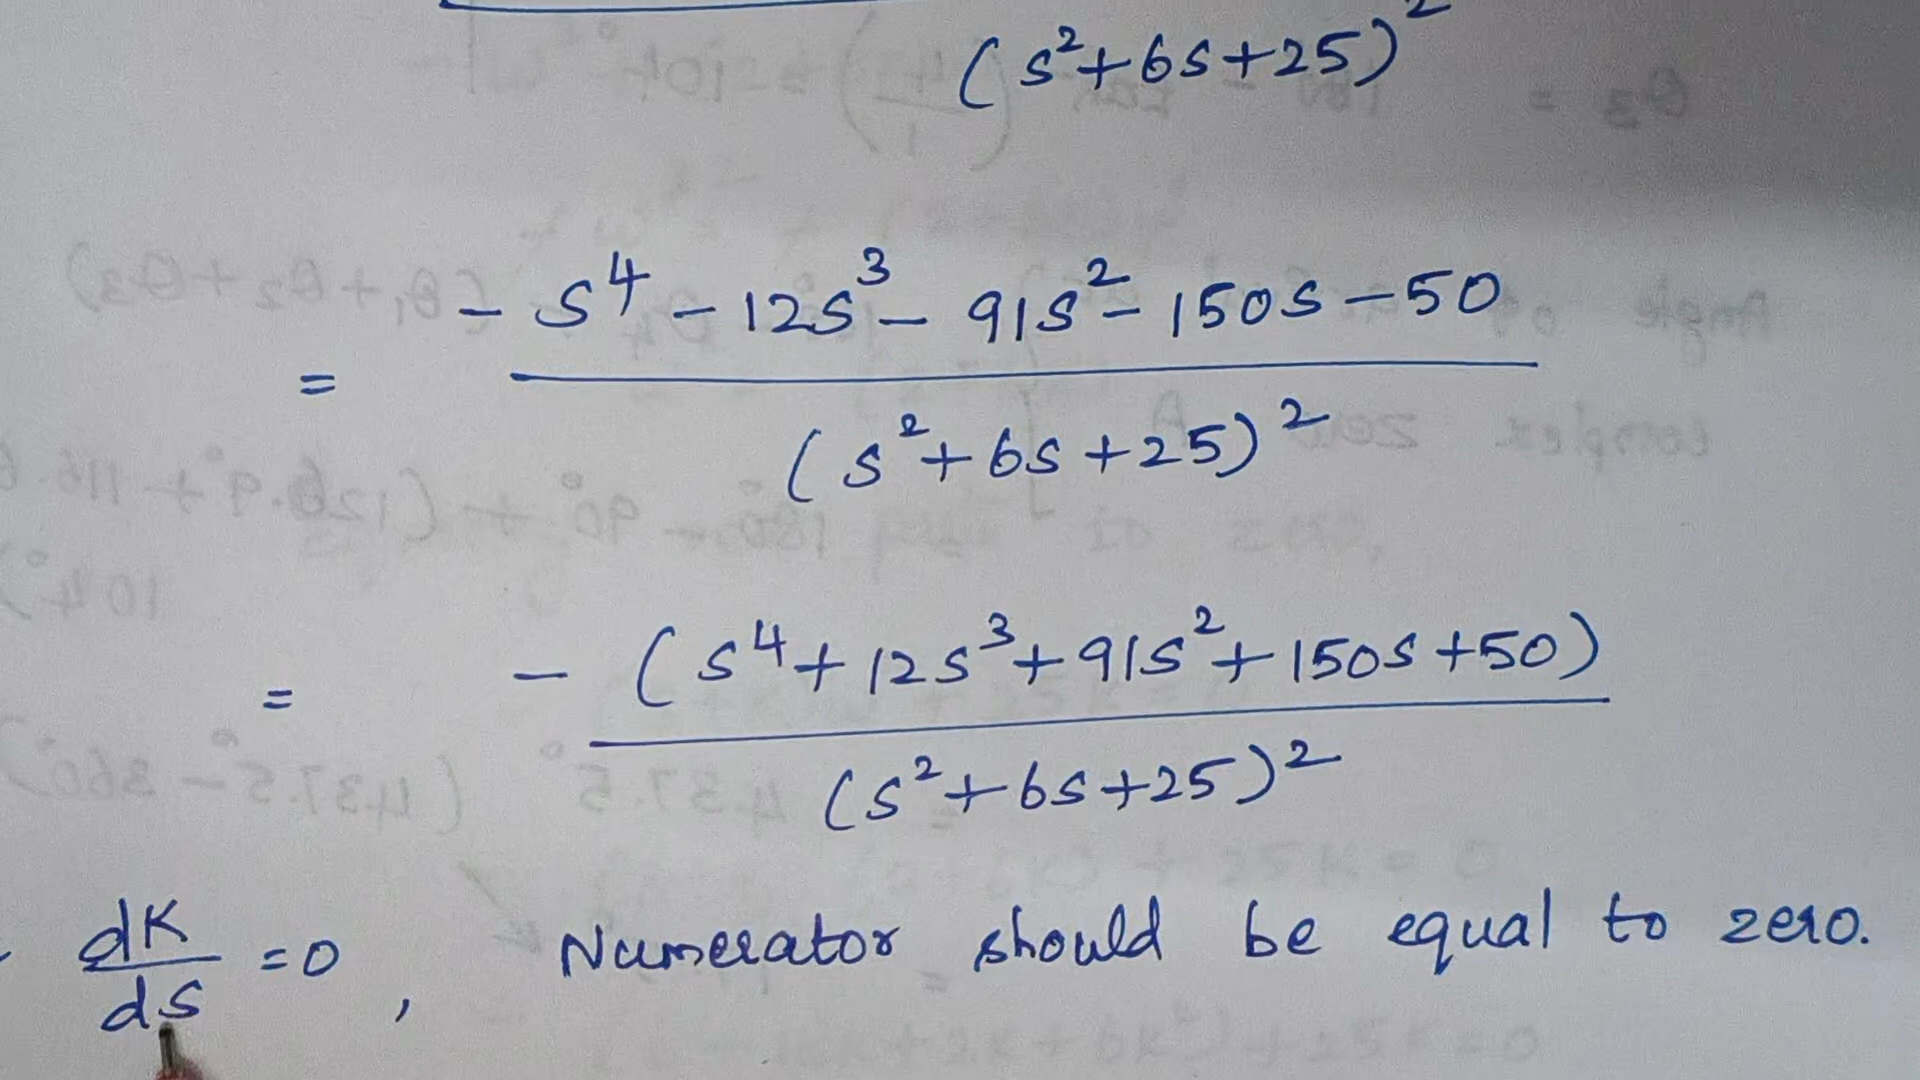 (s²+6s+25)²
= - s⁴ - 12s³ - 91s² - 150s - 50 / (s²+6s+25)²
= - (s⁴+12s³+91s²+150s+50) / (s²+6s+25)²
dK/ds =0, Numerator should be equal to zero.